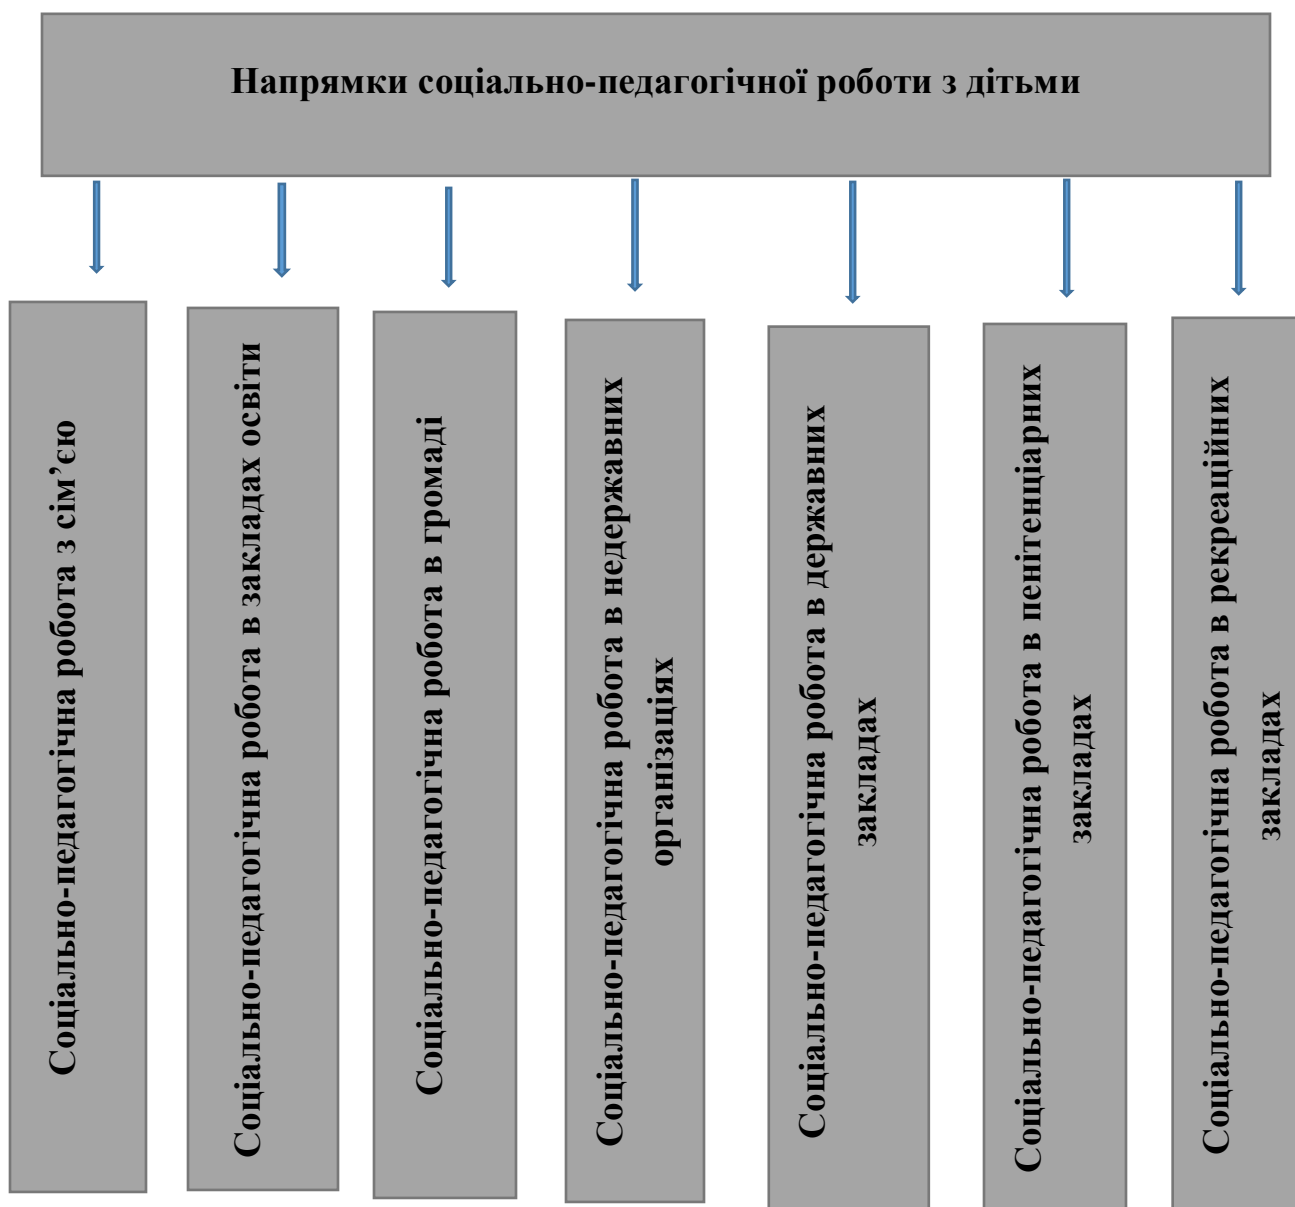 Напрямки соціально-педагогічної роботи з дітьми
Соціально-педагогічна робота з сім’єю
Соціально-педагогічна робота в закладах освіти
Соціально-педагогічна робота в громаді
Соціально-педагогічна робота в недержавних
організаціях
Соціально-педагогічна робота в державних
закладах
Соціально-педагогічна робота в пенітенціарних
закладах
Соціально-педагогічна робота в рекреаційних
закладах